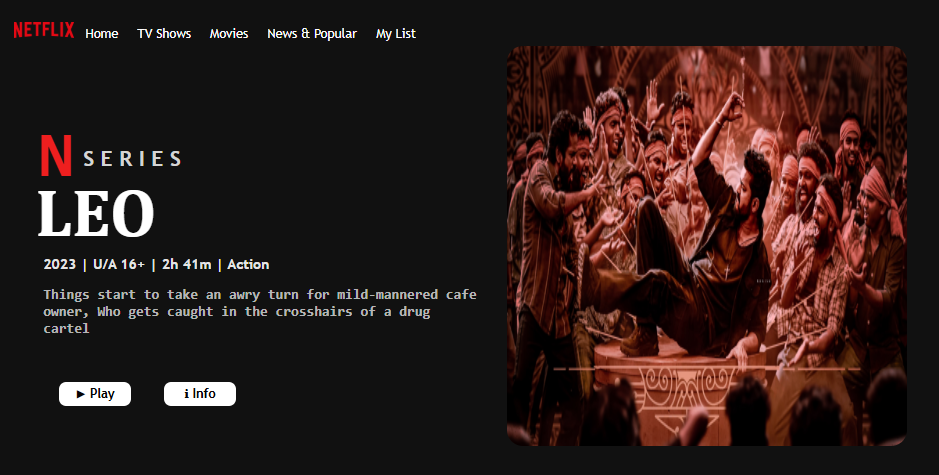 NETFLIX Home TV Shows Movies News & Popular My List
N SERIES
LEO
2023 | U/A 16+ | 2h 41m | Action
Things start to take an awry turn for mild-mannered cafe
owner, Who gets caught in the crosshairs of a drug
cartel
► Play ℹ Info